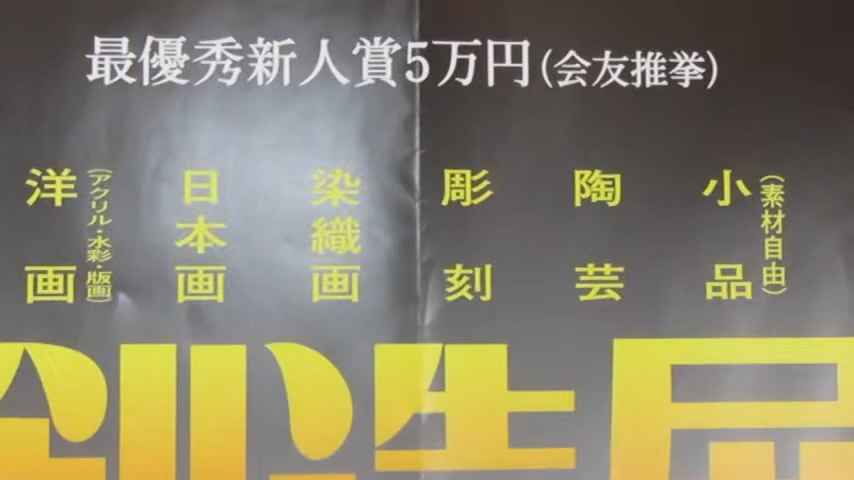 最優秀新人賞5万円(会友推挙)
洋画
(アクリル・水彩・版画)
日本画
染織画
彫刻
陶芸
小品
(素材自由)